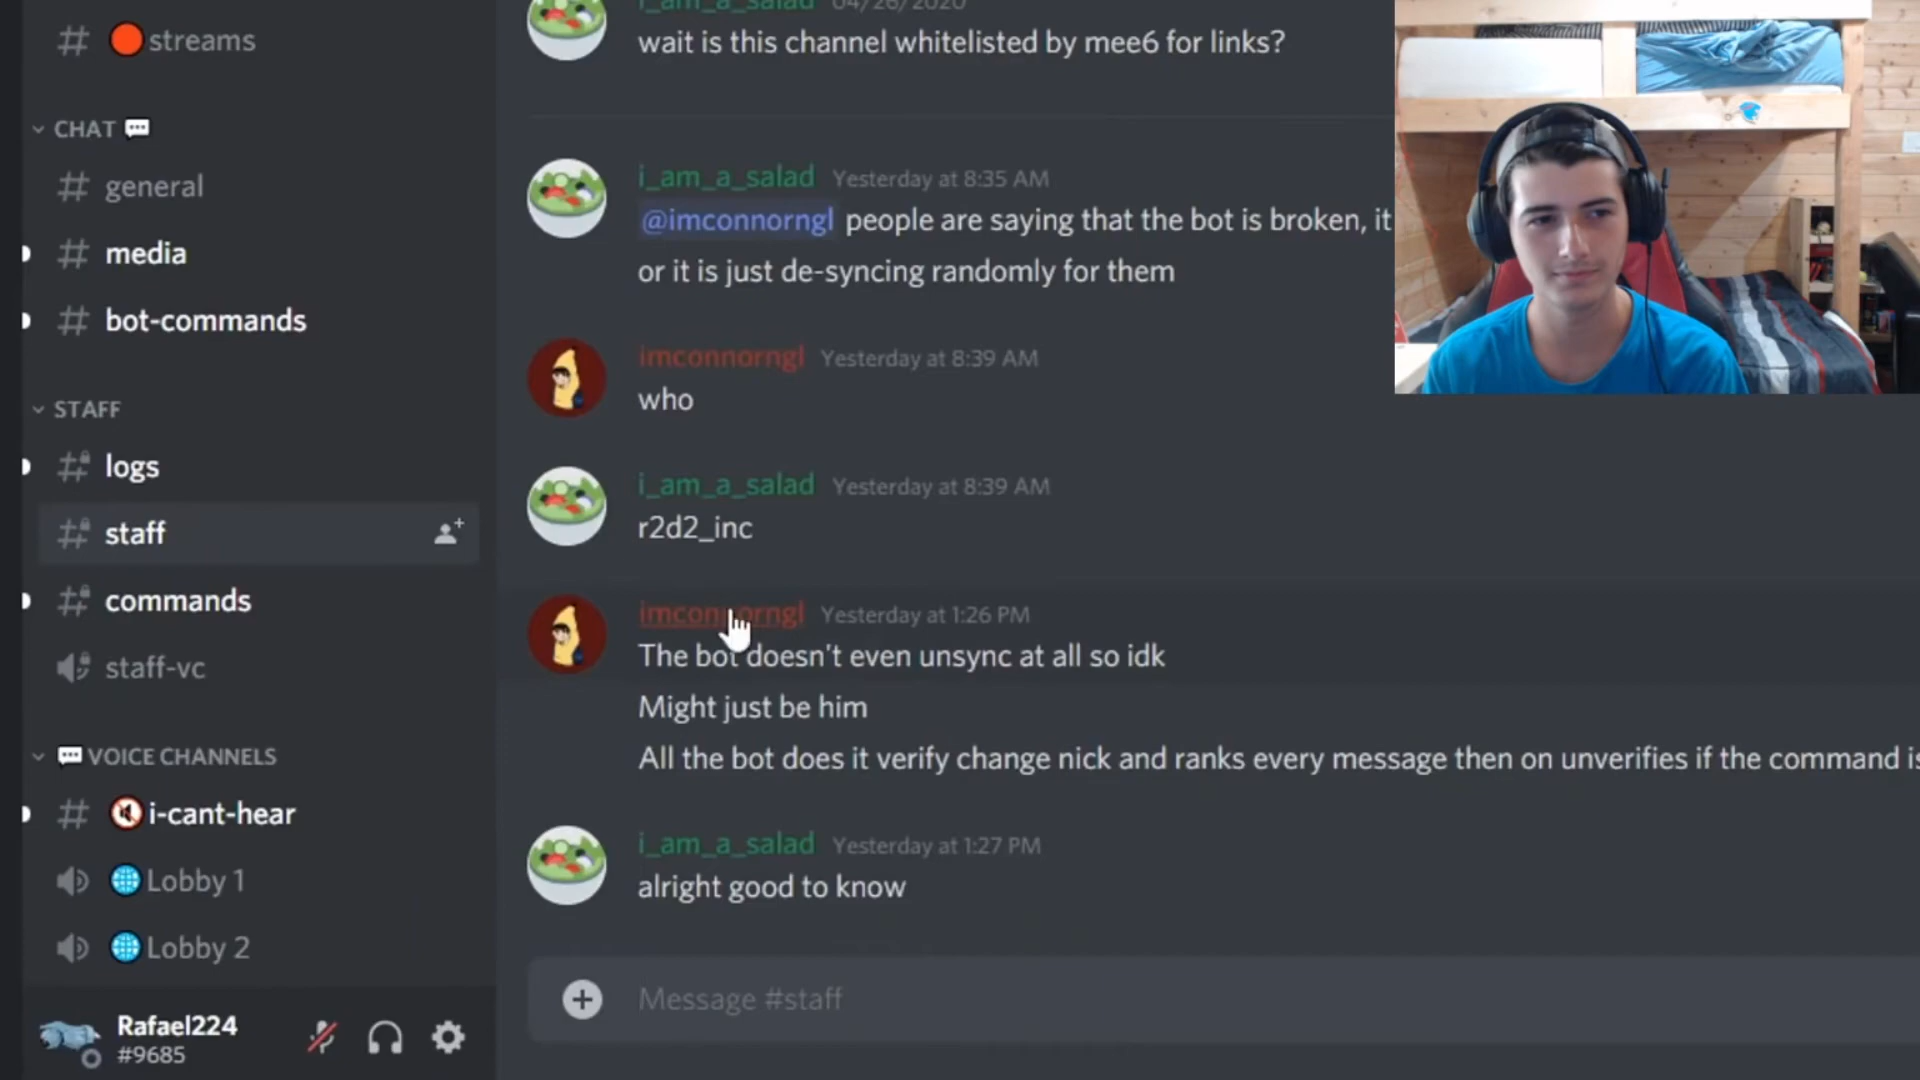 streams
CHAT
general
media
bot-commands
STAFF
logs
staff
commands
staff-vc
VOICE CHANNELS
i-cant-hear
Lobby 1
Lobby 2
Rafael224
#9685
i_am_a_salad 04/26/2020
wait is this channel whitelisted by mee6 for links?
i_am_a_salad Yesterday at 8:35 AM
@imconnorngl people are saying that the bot is broken, it
or it is just de-syncing randomly for them
imconnorngl Yesterday at 8:39 AM
who
i_am_a_salad Yesterday at 8:39 AM
r2d2_inc
imconnorngl Yesterday at 1:26 PM
The bot doesn't even unsync at all so idk
Might just be him
All the bot does it verify change nick and ranks every message then on unverifies if the command is
i_am_a_salad Yesterday at 1:27 PM
alright good to know
Message #staff